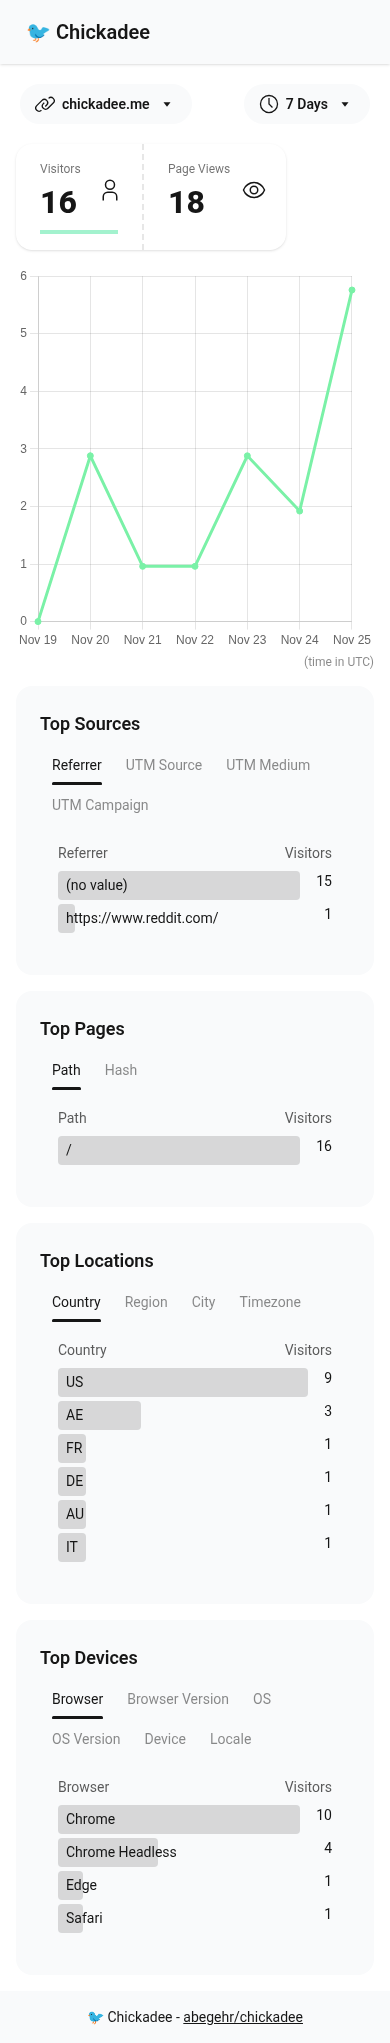 🐦 Chickadee
chickadee.me 7 Days
Visitors Page Views
16 18
6
5
4
3
2
1
0
Nov 19 Nov 20 Nov 21 Nov 22 Nov 23 Nov 24 Nov 25
(time in UTC)
Top Sources
Referrer UTM Source UTM Medium
UTM Campaign
Referrer Visitors
(no value) 15
https://www.reddit.com/ 1
Top Pages
Path Hash
Path Visitors
/ 16
Top Locations
Country Region City Timezone
Country Visitors
US 9
AE 3
FR 1
DE 1
AU 1
IT 1
Top Devices
Browser Browser Version OS
OS Version Device Locale
Browser Visitors
Chrome 10
Chrome Headless 4
Edge 1
Safari 1
🐦 Chickadee - abegehr/chickadee